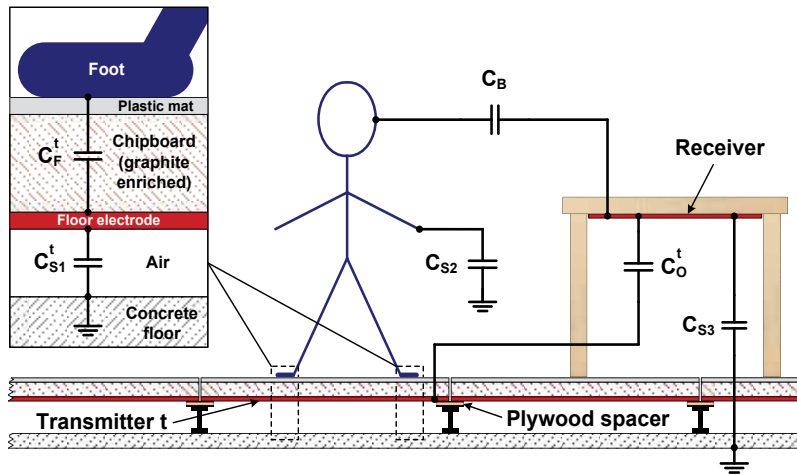 Foot
Plastic mat
C_F^t
Chipboard
(graphite
enriched)
Floor electrode
C_S1^t
Air
Concrete
floor
C_B
C_S2
Receiver
C_O^t
C_S3
Transmitter t
Plywood spacer